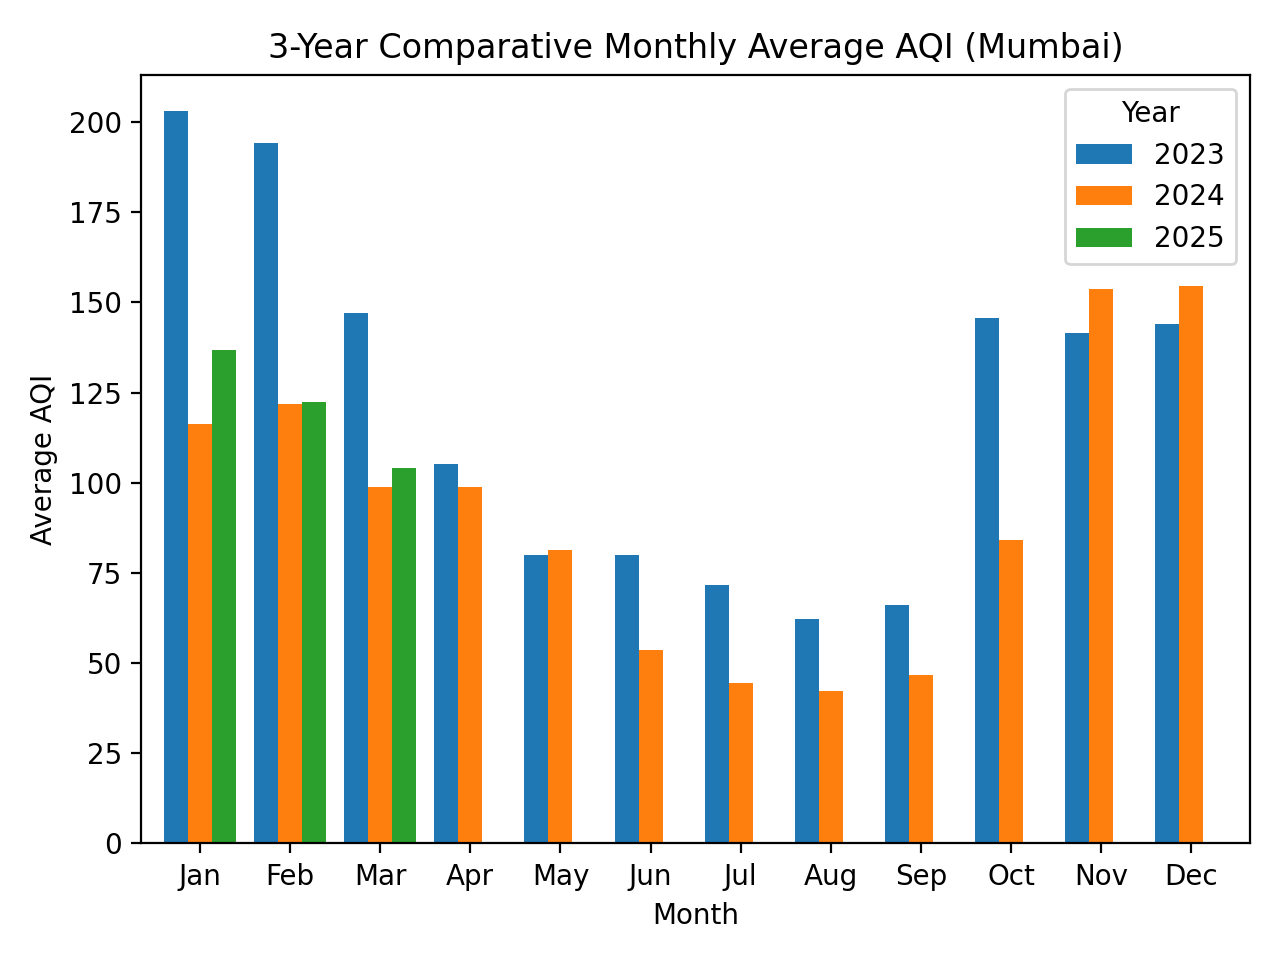 3-Year Comparative Monthly Average AQI (Mumbai)
Year
2023
2024
2025
200
175
150
125
100
75
50
25
0
Average AQI
Jan Feb Mar Apr May Jun Jul Aug Sep Oct Nov Dec
Month